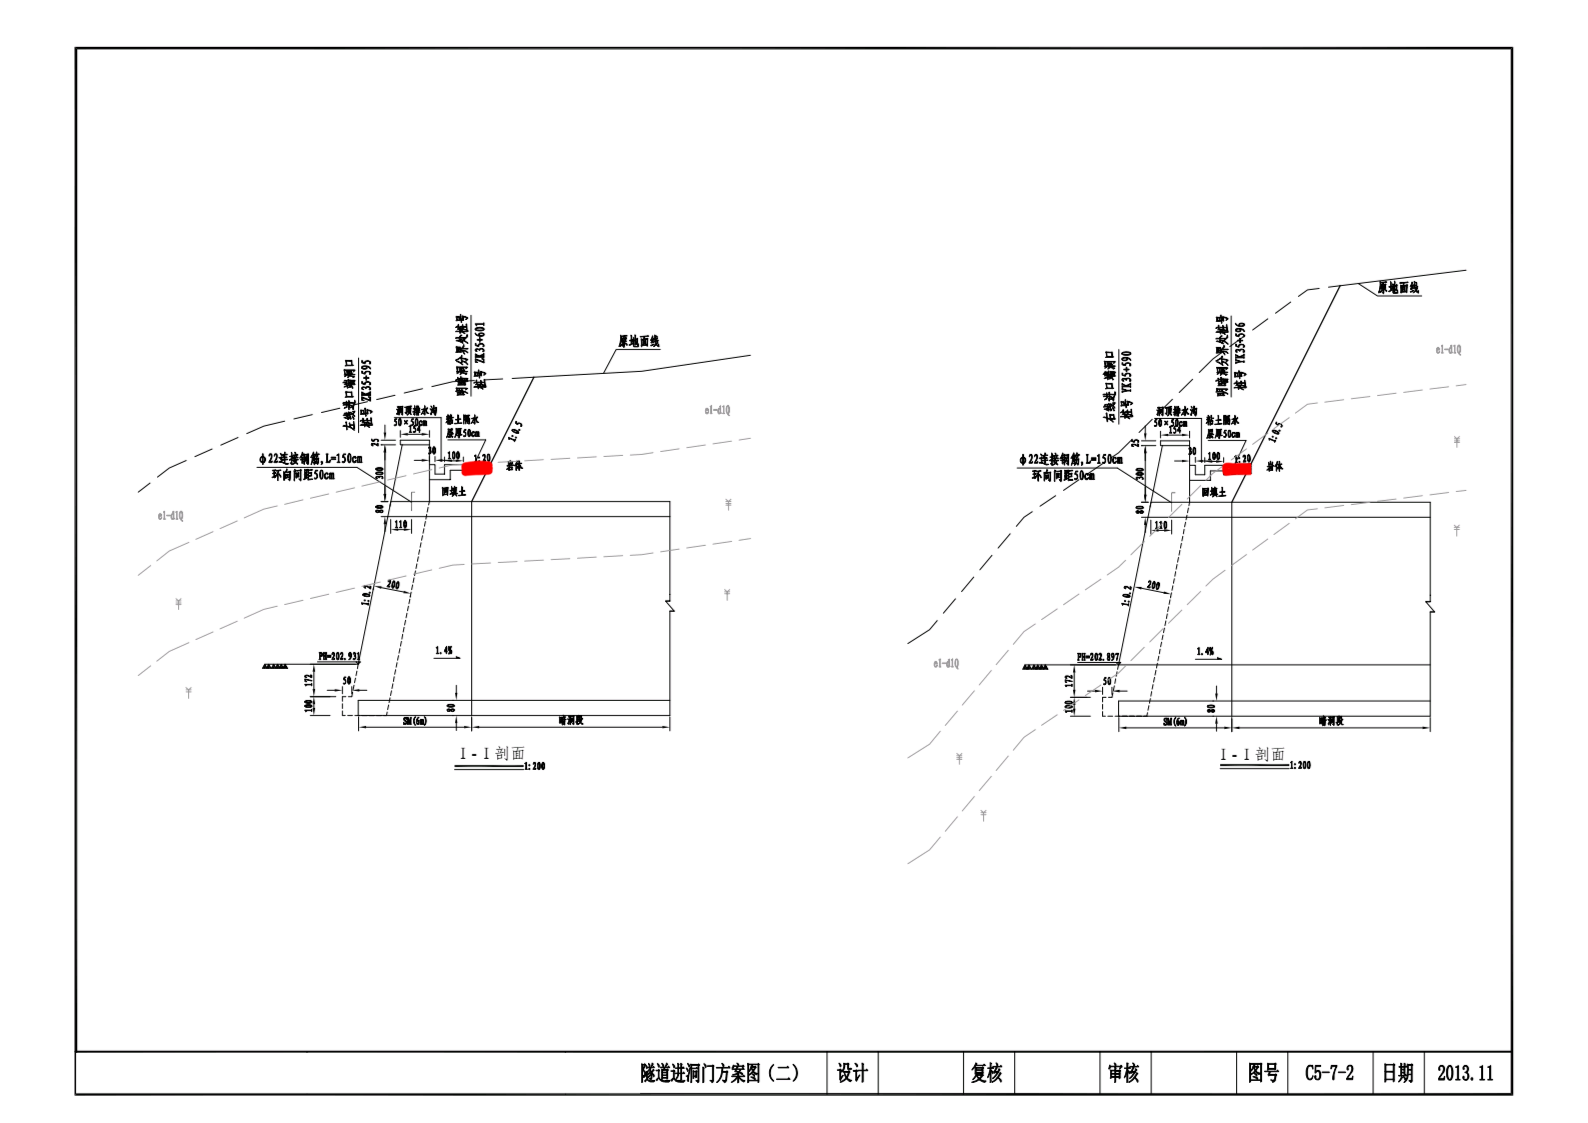 左线进口端洞口
桩号 ZK35+595
明暗洞分界处桩号
桩号 ZK35+601
原地面线
洞顶排水沟
50×50cm
154
粘土隔水
层厚50cm
1:0.5
25
30
100
1:20
岩体
φ22连接钢筋,L=150cm
环向间距50cm
300
回填土
80
110
el-dlQ
el-dlQ
1:0.2
200
PH=202.931
1.4%
172
50
100
80
SM(6m)
暗洞段
I - I 剖面
1:200
右线进口端洞口
桩号 YK35+590
明暗洞分界处桩号
桩号 YK35+596
原地面线
洞顶排水沟
50×50cm
154
粘土隔水
层厚50cm
1:0.5
25
30
100
1:20
岩体
φ22连接钢筋,L=150cm
环向间距50cm
300
回填土
80
110
el-dlQ
el-dlQ
1:0.2
200
PH=202.897
1.4%
172
50
100
80
SM(6m)
暗洞段
I - I 剖面
1:200
隧道进洞门方案图（二） 设计 复核 审核 图号 C5-7-2 日期 2013.11